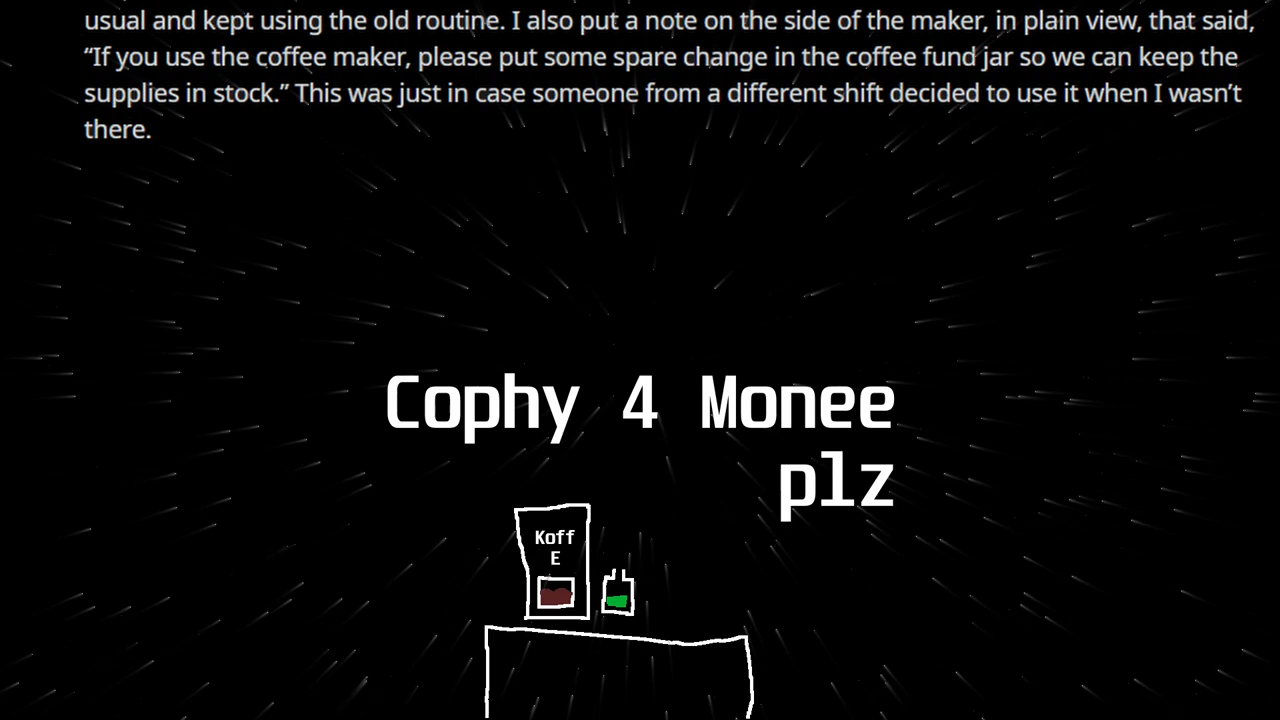 usual and kept using the old routine. I also put a note on the side of the maker, in plain view, that said,
“If you use the coffee maker, please put some spare change in the coffee fund jar so we can keep the
supplies in stock.” This was just in case someone from a different shift decided to use it when I wasn’t
there.
Cophy 4 Monee
plz
Koff
E